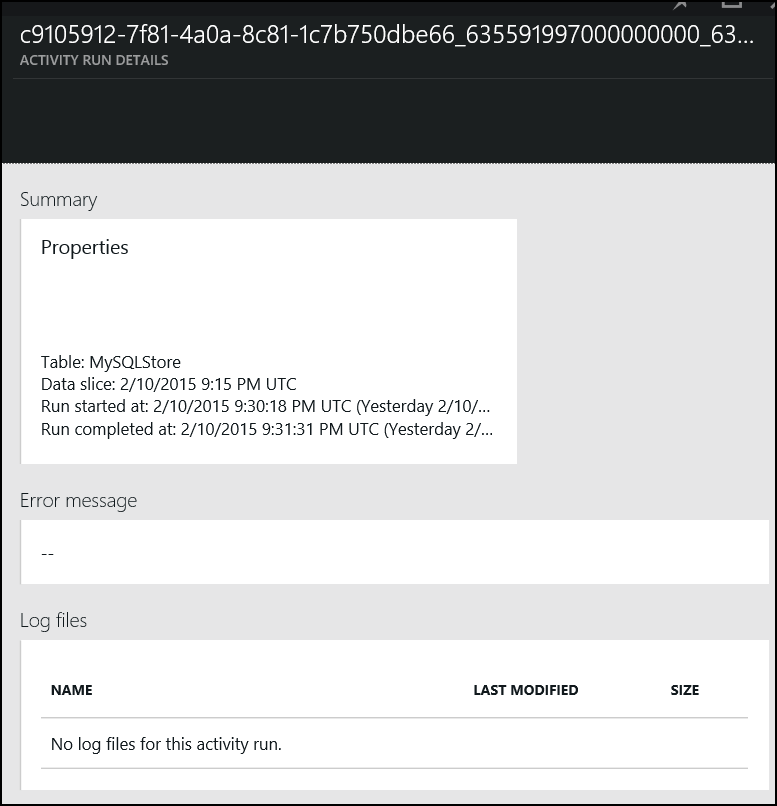 c9105912-7f81-4a0a-8c81-1c7b750dbe66_635591997000000000_63...
ACTIVITY RUN DETAILS
Summary
Properties
Table: MySQLStore
Data slice: 2/10/2015 9:15 PM UTC
Run started at: 2/10/2015 9:30:18 PM UTC (Yesterday 2/10/...
Run completed at: 2/10/2015 9:31:31 PM UTC (Yesterday 2/...
Error message
--
Log files
NAME LAST MODIFIED SIZE
No log files for this activity run.